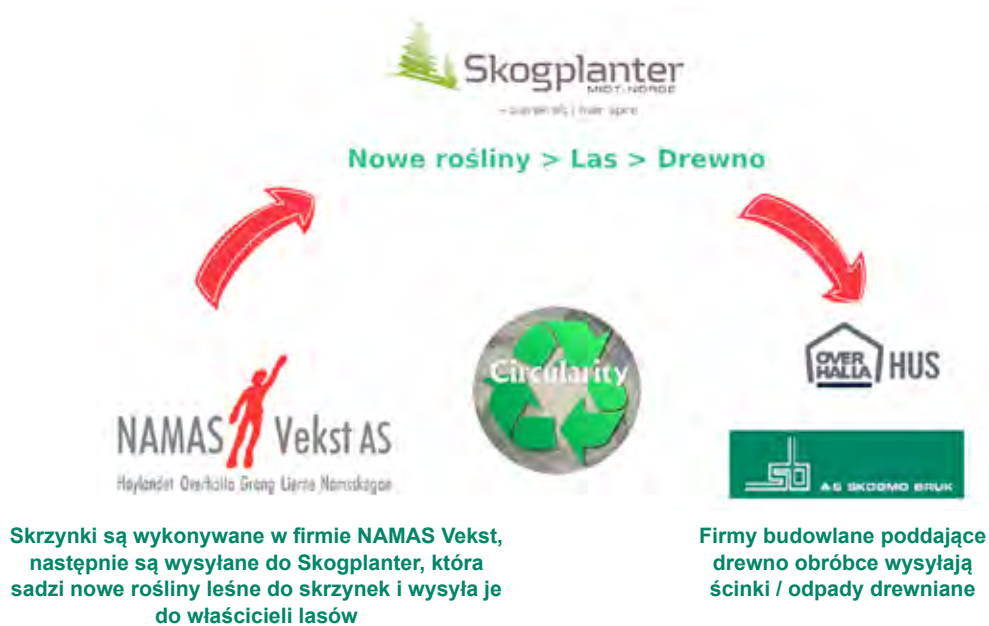 Skogplanter
MIDT-NORGE
Nowe rośliny > Las > Drewno
Circularity
OVER
HALLA HUS
NAMAS Vekst AS
Høylandet Overhalla Grong Lierne Namsskogan
A·S SKOGMO BRUK
Skrzynki są wykonywane w firmie NAMAS Vekst,
następnie są wysyłane do Skogplanter, która
sadzi nowe rośliny leśne do skrzynek i wysyła je
do właścicieli lasów
Firmy budowlane poddające
drewno obróbce wysyłają
ścinki / odpady drewniane